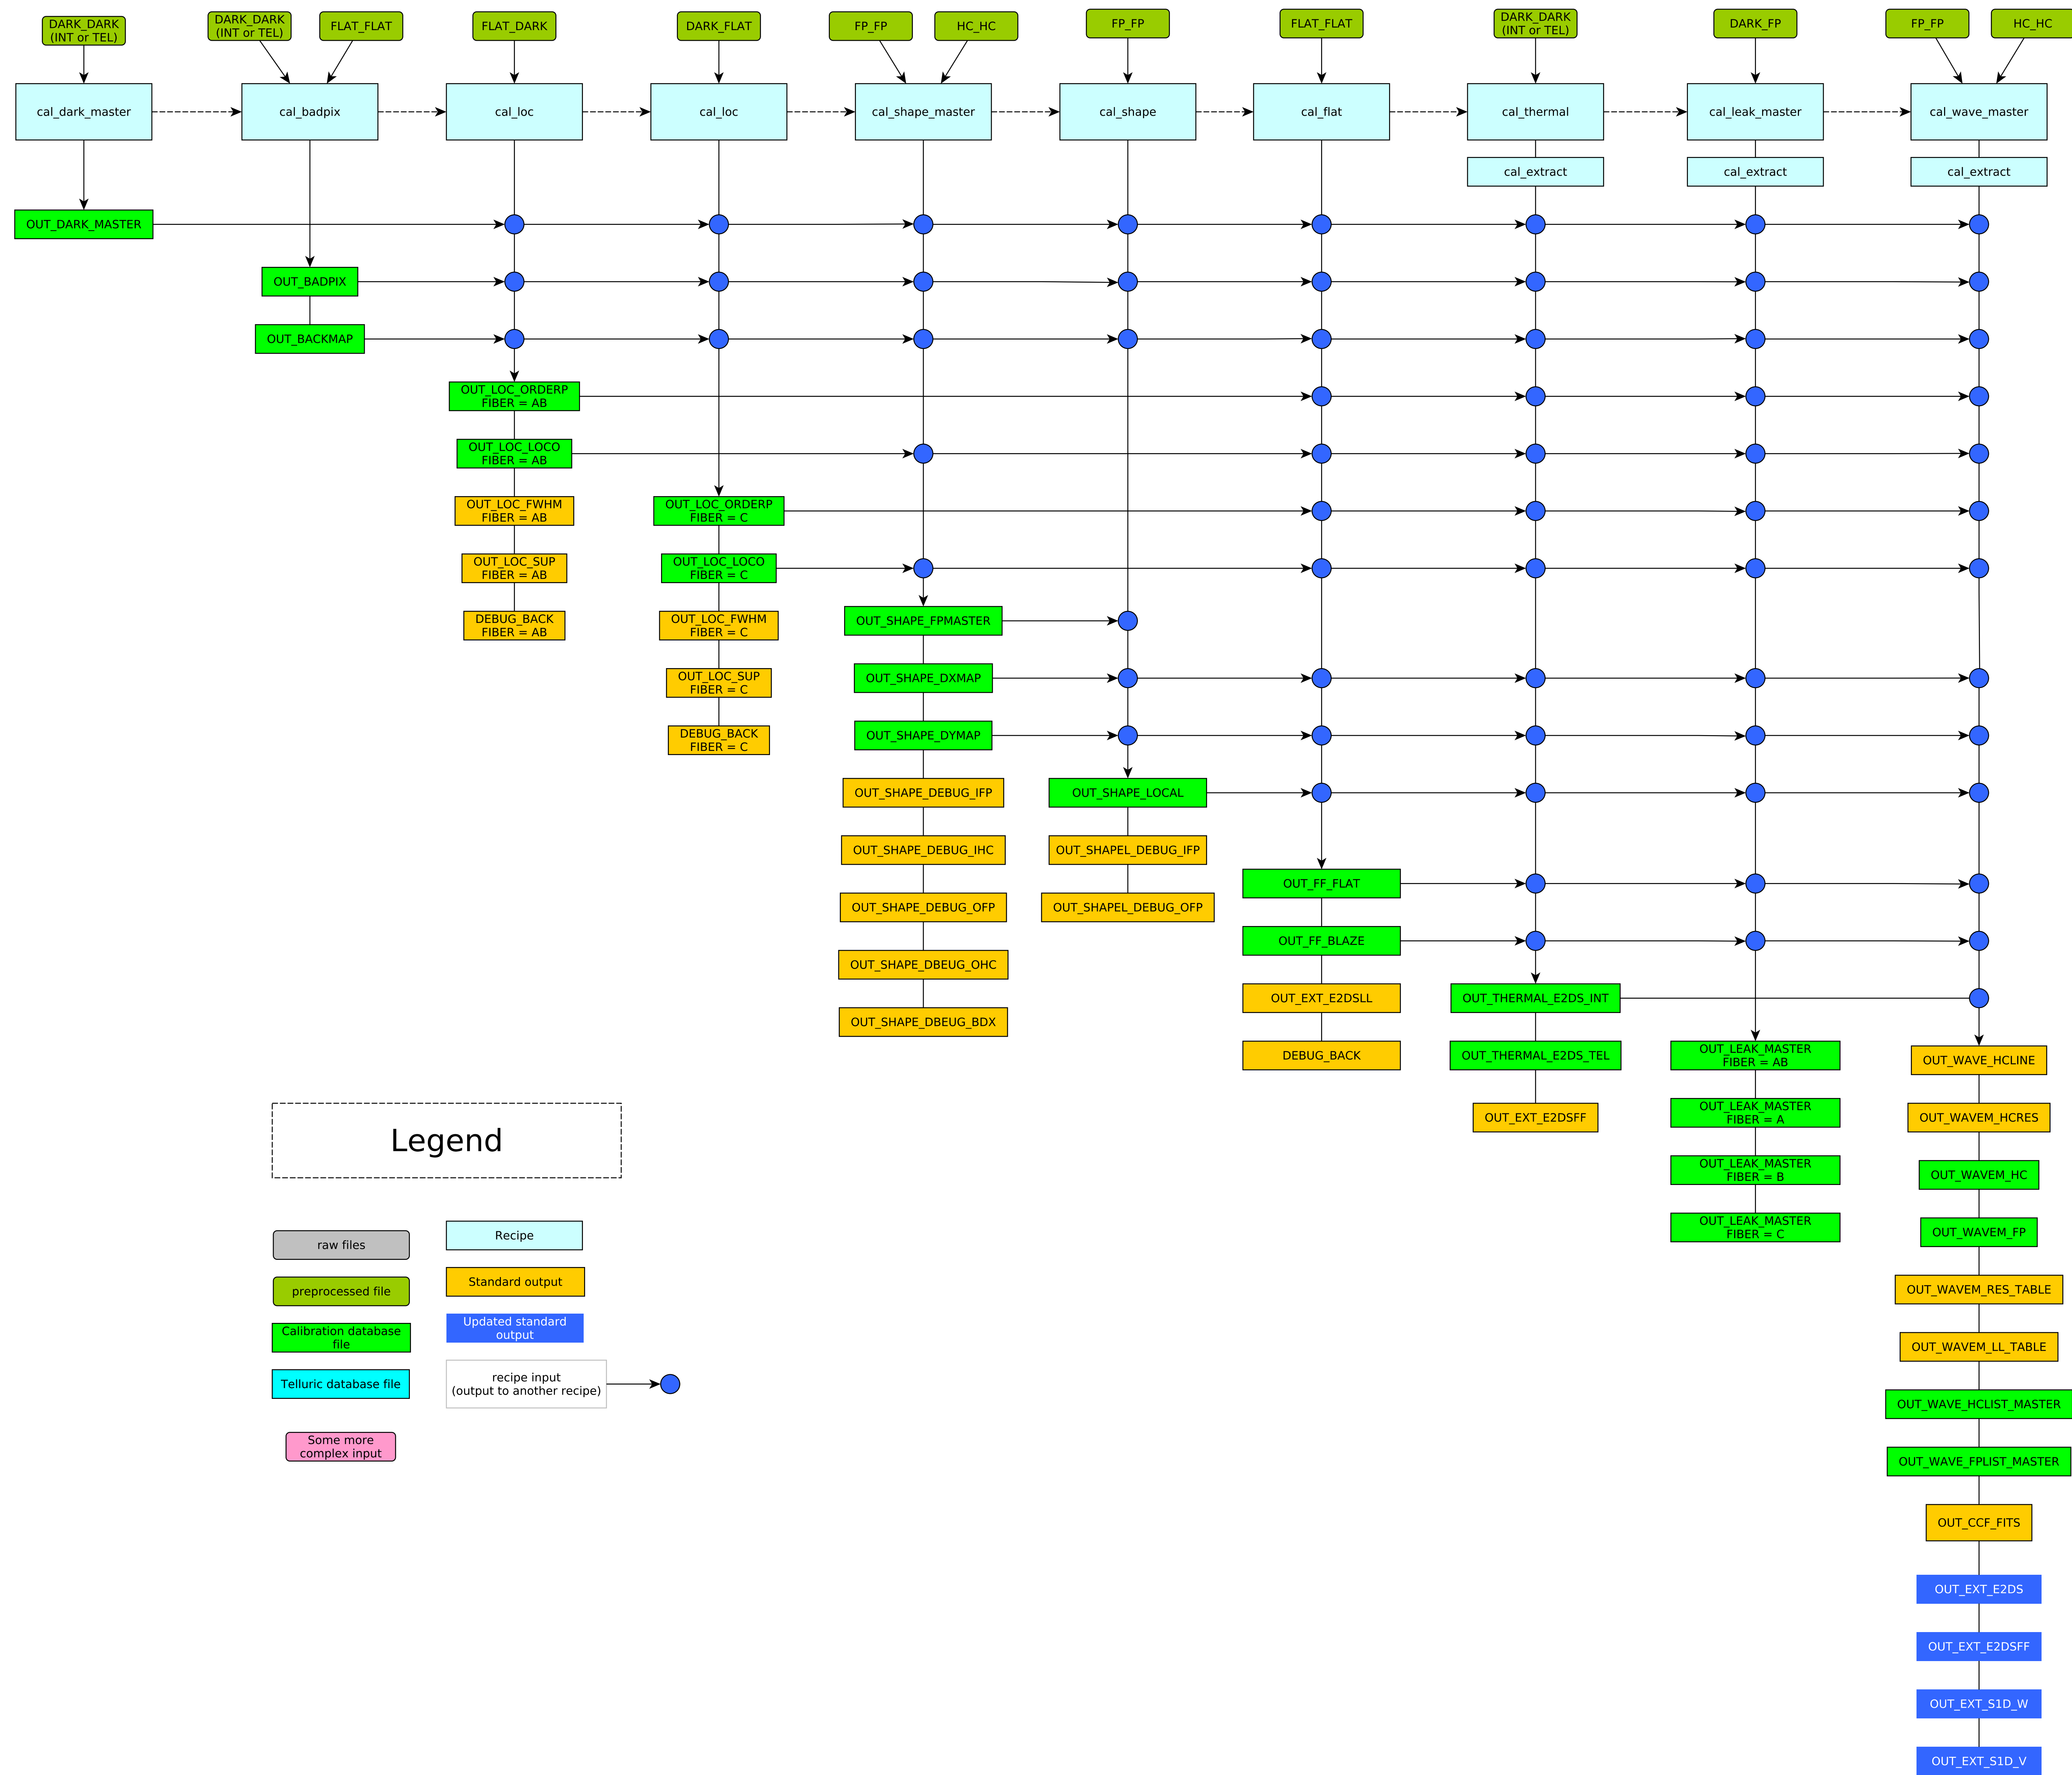 DARK_DARK
(INT or TEL)
DARK_DARK
(INT or TEL)
FLAT_FLAT
FLAT_DARK
DARK_FLAT
FP_FP
HC_HC
FP_FP
FLAT_FLAT
DARK_DARK
(INT or TEL)
DARK_FP
FP_FP
HC_HC
cal_dark_master
cal_badpix
cal_loc
cal_loc
cal_shape_master
cal_shape
cal_flat
cal_thermal
cal_leak_master
cal_wave_master
cal_extract
cal_extract
cal_extract
OUT_DARK_MASTER
OUT_BADPIX
OUT_BACKMAP
OUT_LOC_ORDERP
FIBER = AB
OUT_LOC_LOCO
FIBER = AB
OUT_LOC_FWHM
FIBER = AB
OUT_LOC_SUP
FIBER = AB
DEBUG_BACK
FIBER = AB
OUT_LOC_ORDERP
FIBER = C
OUT_LOC_LOCO
FIBER = C
OUT_LOC_FWHM
FIBER = C
OUT_LOC_SUP
FIBER = C
DEBUG_BACK
FIBER = C
OUT_SHAPE_FPMASTER
OUT_SHAPE_DXMAP
OUT_SHAPE_DYMAP
OUT_SHAPE_DEBUG_IFP
OUT_SHAPE_DEBUG_IHC
OUT_SHAPE_DEBUG_OFP
OUT_SHAPE_DBEUG_OHC
OUT_SHAPE_DBEUG_BDX
OUT_SHAPE_LOCAL
OUT_SHAPEL_DEBUG_IFP
OUT_SHAPEL_DEBUG_OFP
OUT_FF_FLAT
OUT_FF_BLAZE
OUT_EXT_E2DSLL
DEBUG_BACK
OUT_THERMAL_E2DS_INT
OUT_THERMAL_E2DS_TEL
OUT_EXT_E2DSFF
OUT_LEAK_MASTER
FIBER = AB
OUT_LEAK_MASTER
FIBER = A
OUT_LEAK_MASTER
FIBER = B
OUT_LEAK_MASTER
FIBER = C
OUT_WAVE_HCLINE
OUT_WAVEM_HCRES
OUT_WAVEM_HC
OUT_WAVEM_FP
OUT_WAVEM_RES_TABLE
OUT_WAVEM_LL_TABLE
OUT_WAVE_HCLIST_MASTER
OUT_WAVE_FPLIST_MASTER
OUT_CCF_FITS
OUT_EXT_E2DS
OUT_EXT_E2DSFF
OUT_EXT_S1D_W
OUT_EXT_S1D_V
Legend
raw files
preprocessed file
Calibration database
file
Telluric database file
Some more
complex input
Recipe
Standard output
Updated standard
output
recipe input
(output to another recipe)